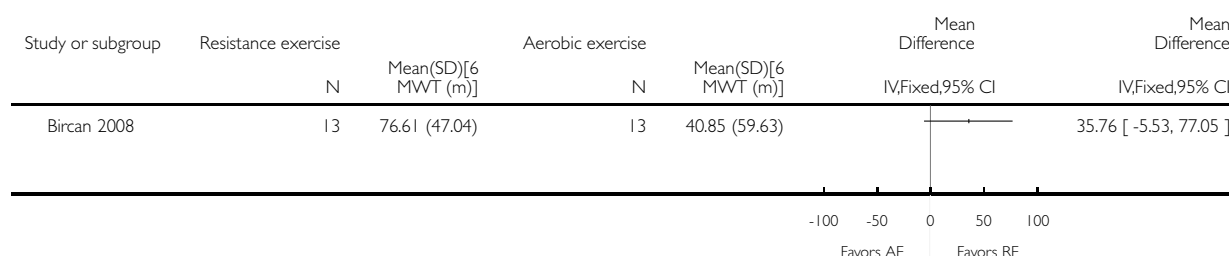 Study or subgroup Resistance exercise Aerobic exercise Mean Difference Mean Difference
N Mean(SD)[6 MWT (m)] N Mean(SD)[6 MWT (m)] IV,Fixed,95% CI IV,Fixed,95% CI
Bircan 2008 13 76.61 (47.04) 13 40.85 (59.63) 35.76 [ -5.53, 77.05 ]
-100 -50 0 50 100
Favors AE Favors RE